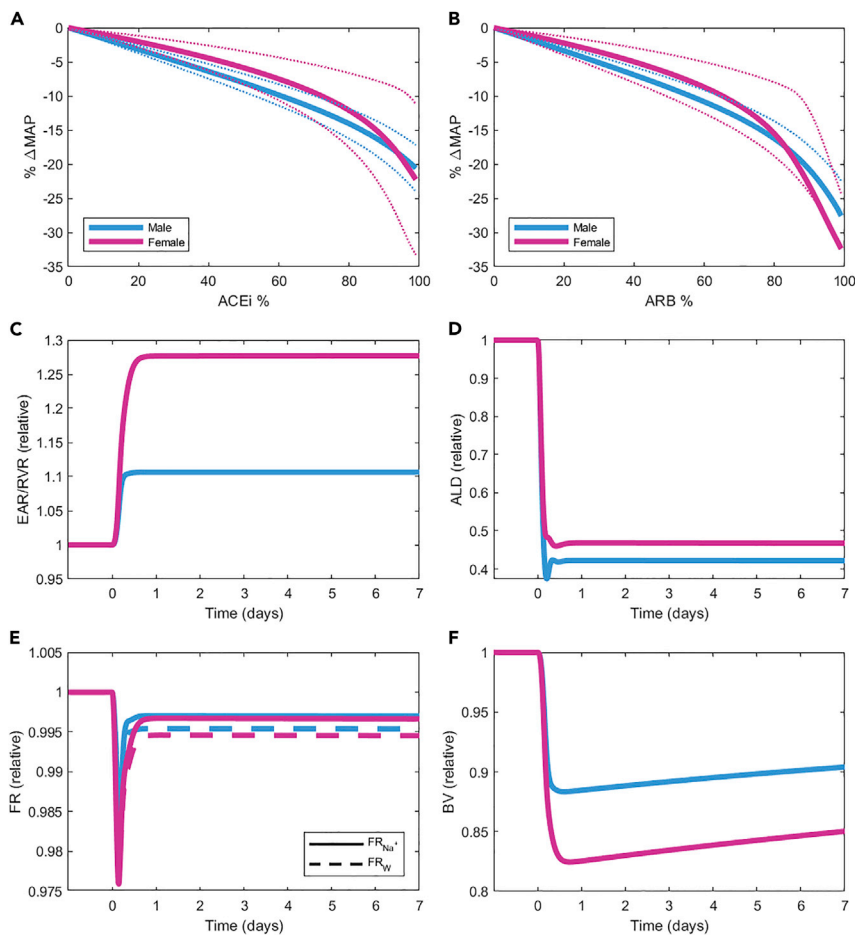 A
0
-5
-10
-15
-20
-25
-30
-35
% ΔMAP
Male
Female
0 20 40 60 80 100
ACEi %
B
0
-5
-10
-15
-20
-25
-30
-35
% ΔMAP
Male
Female
0 20 40 60 80 100
ARB %
C
1.3
1.25
1.2
1.15
1.1
1.05
1
0.95
EAR/RVR (relative)
0 1 2 3 4 5 6 7
Time (days)
D
1
0.9
0.8
0.7
0.6
0.5
0.4
ALD (relative)
0 1 2 3 4 5 6 7
Time (days)
E
1.005
1
0.995
0.99
0.985
0.98
0.975
FR (relative)
FR Na+
FR W
0 1 2 3 4 5 6 7
Time (days)
F
1
0.95
0.9
0.85
0.8
BV (relative)
0 1 2 3 4 5 6 7
Time (days)